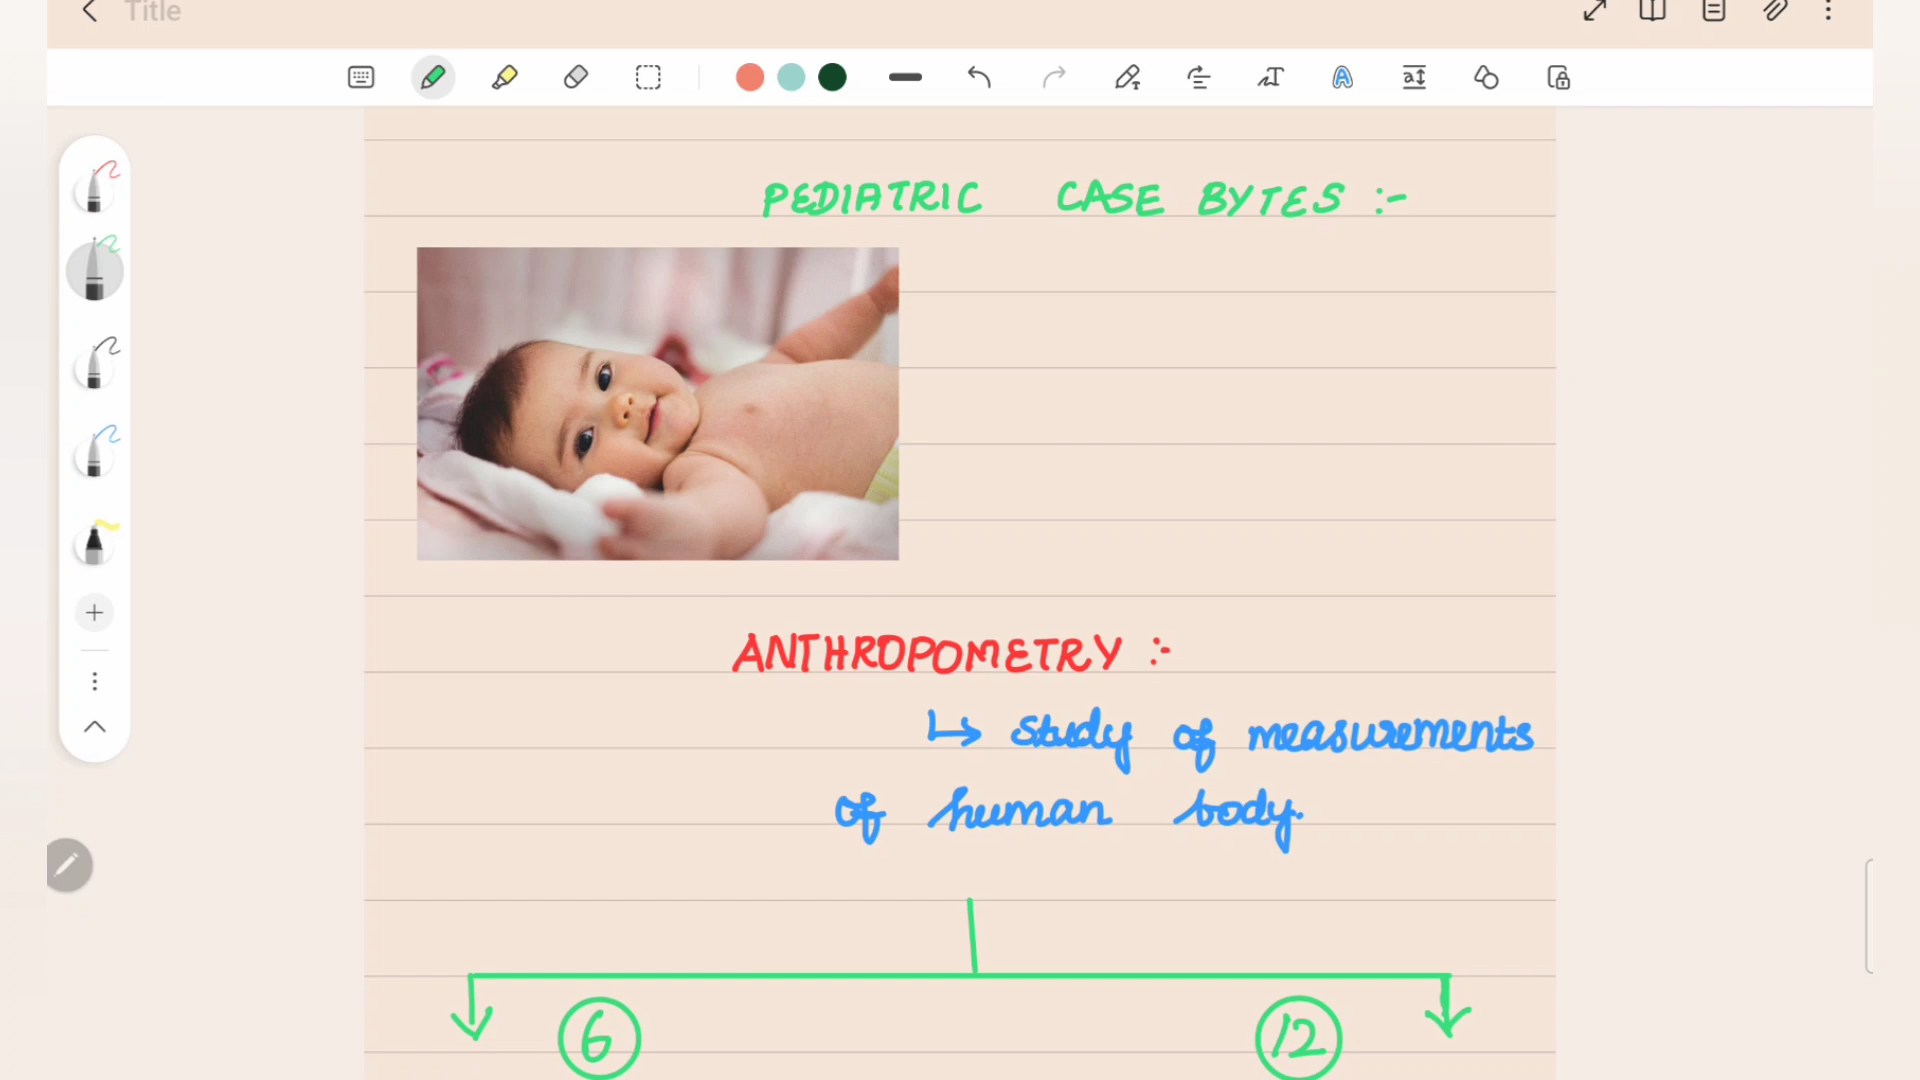 Title
PEDIATRIC CASE BYTES :-
ANTHROPOMETRY :-
↳ study of measurements
of human body.
6 12